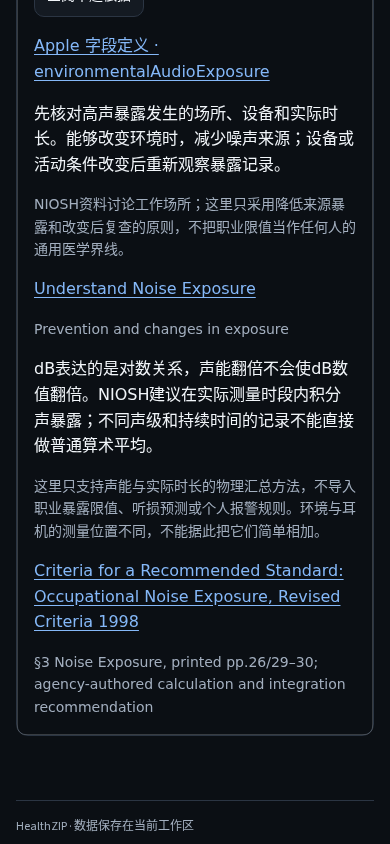 Apple 字段定义 ·
environmentalAudioExposure
先核对高声暴露发生的场所、设备和实际时
长。能够改变环境时，减少噪声来源；设备或
活动条件改变后重新观察暴露记录。
NIOSH资料讨论工作场所；这里只采用降低来源暴
露和改变后复查的原则，不把职业限值当作任何人的
通用医学界线。
Understand Noise Exposure
Prevention and changes in exposure
dB表达的是对数关系，声能翻倍不会使dB数
值翻倍。NIOSH建议在实际测量时段内积分
声暴露；不同声级和持续时间的记录不能直接
做普通算术平均。
这里只支持声能与实际时长的物理汇总方法，不导入
职业暴露限值、听损预测或个人报警规则。环境与耳
机的测量位置不同，不能据此把它们简单相加。
Criteria for a Recommended Standard:
Occupational Noise Exposure, Revised
Criteria 1998
§3 Noise Exposure, printed pp.26/29–30;
agency-authored calculation and integration
recommendation
HealthZIP · 数据保存在当前工作区